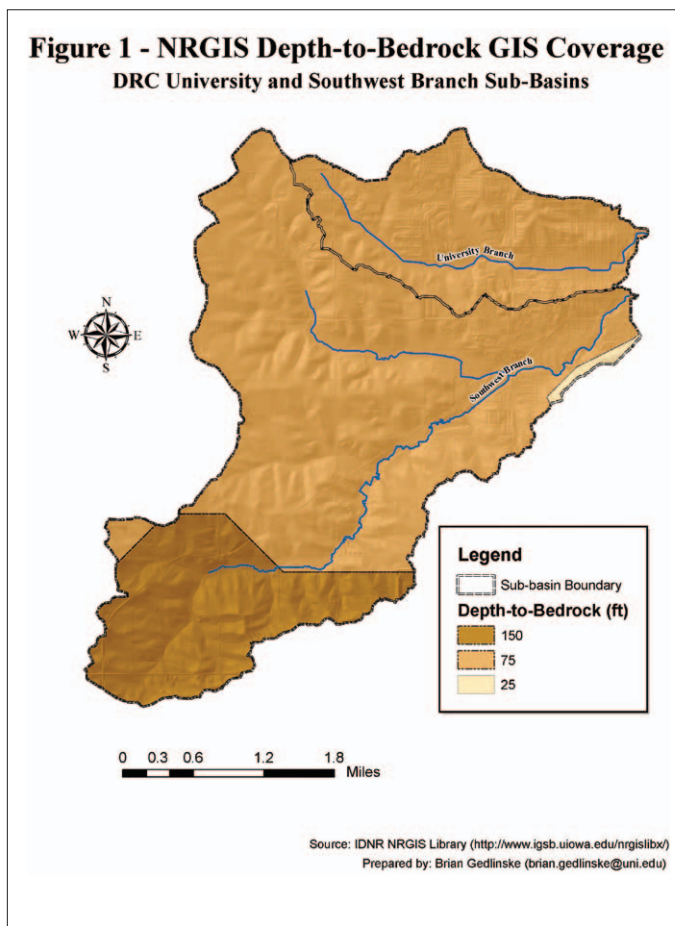 Figure 1 - NRGIS Depth-to-Bedrock GIS Coverage
DRC University and Southwest Branch Sub-Basins
University Branch
N
W E
S
Southwest Branch
Legend
Sub-basin Boundary
Depth-to-Bedrock (ft)
150
75
25
0 0.3 0.6 1.2 1.8
Miles
Source: IDNR NRGIS Library (http://www.igsb.uiowa.edu/nrgislibx/)
Prepared by: Brian Gedlinske (brian.gedlinske@uni.edu)